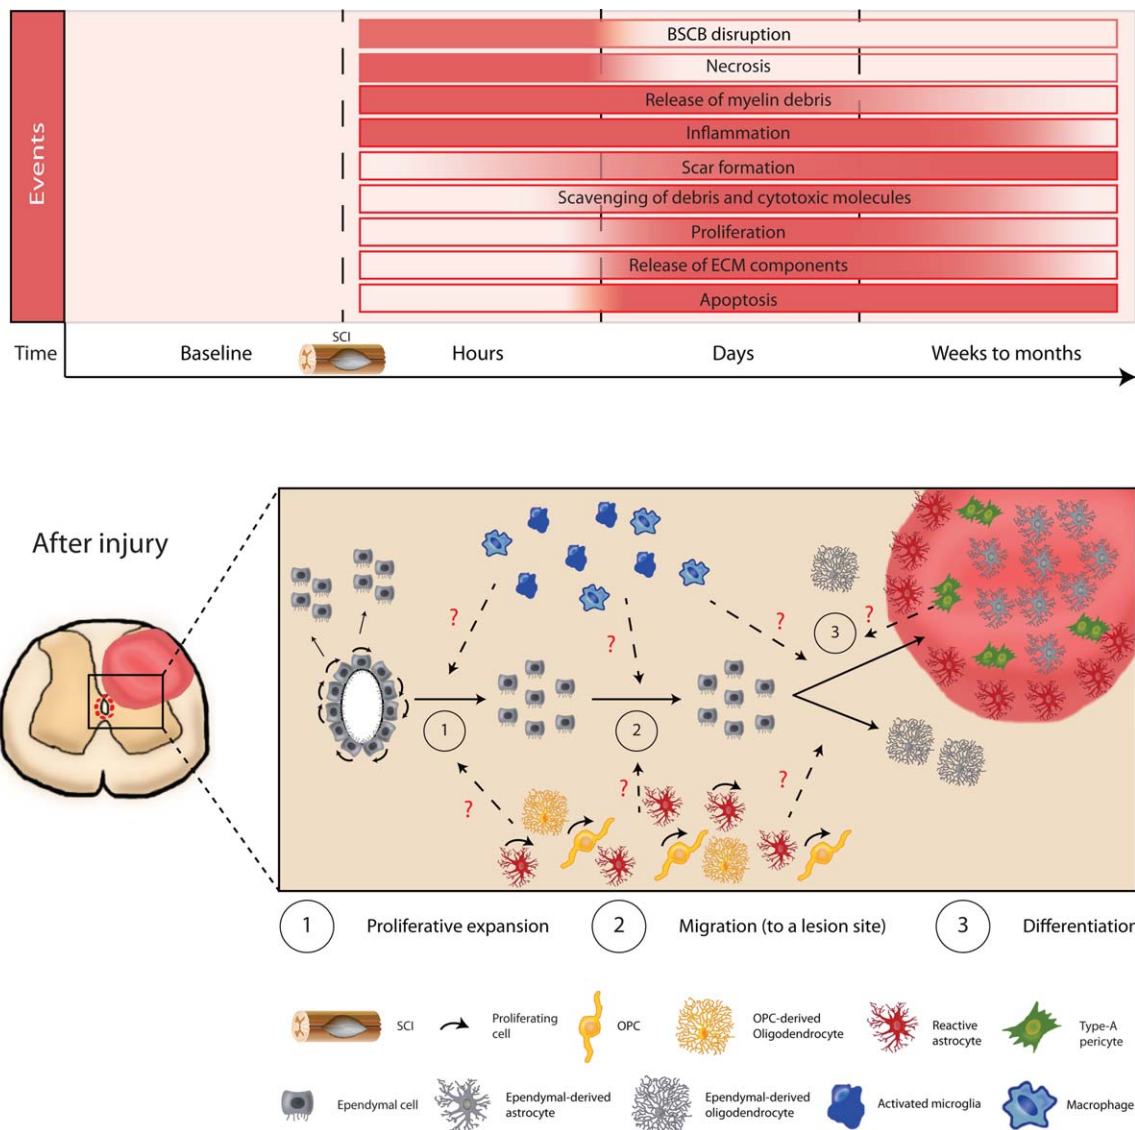 Events
BSCB disruption
Necrosis
Release of myelin debris
Inflammation
Scar formation
Scavenging of debris and cytotoxic molecules
Proliferation
Release of ECM components
Apoptosis
Time
Baseline
SCI
Hours
Days
Weeks to months
After injury
?
?
?
?
3
1
2
?
?
?
1 Proliferative expansion
2 Migration (to a lesion site)
3 Differentiation
SCI
Proliferating
cell
OPC
OPC-derived
Oligodendrocyte
Reactive
astrocyte
Type-A
pericyte
Ependymal cell
Ependymal-derived
astrocyte
Ependymal-derived
oligodendrocyte
Activated microglia
Macrophage